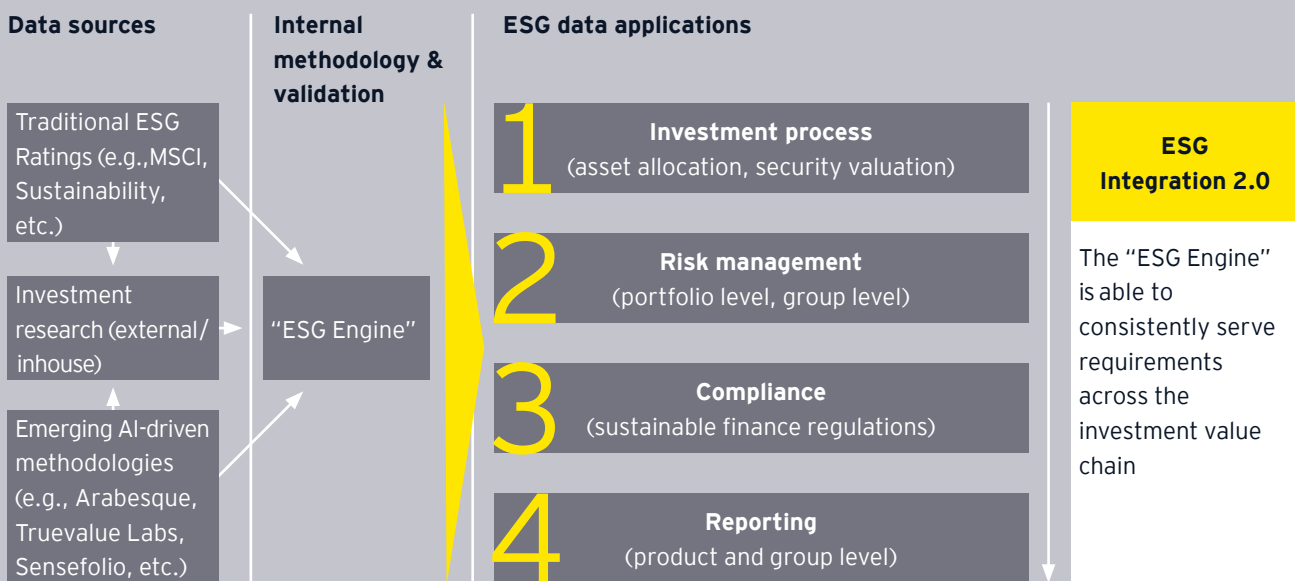 Data sources
Internal
methodology &
validation
ESG data applications
Traditional ESG
Ratings (e.g.,MSCI,
Sustainability,
etc.)
Investment
research (external/
inhouse)
Emerging AI-driven
methodologies
(e.g., Arabesque,
Truevalue Labs,
Sensefolio, etc.)
“ESG Engine”
1
Investment process
(asset allocation, security valuation)
2
Risk management
(portfolio level, group level)
3
Compliance
(sustainable finance regulations)
4
Reporting
(product and group level)
ESG
Integration 2.0
The “ESG Engine”
is able to
consistently serve
requirements
across the
investment value
chain